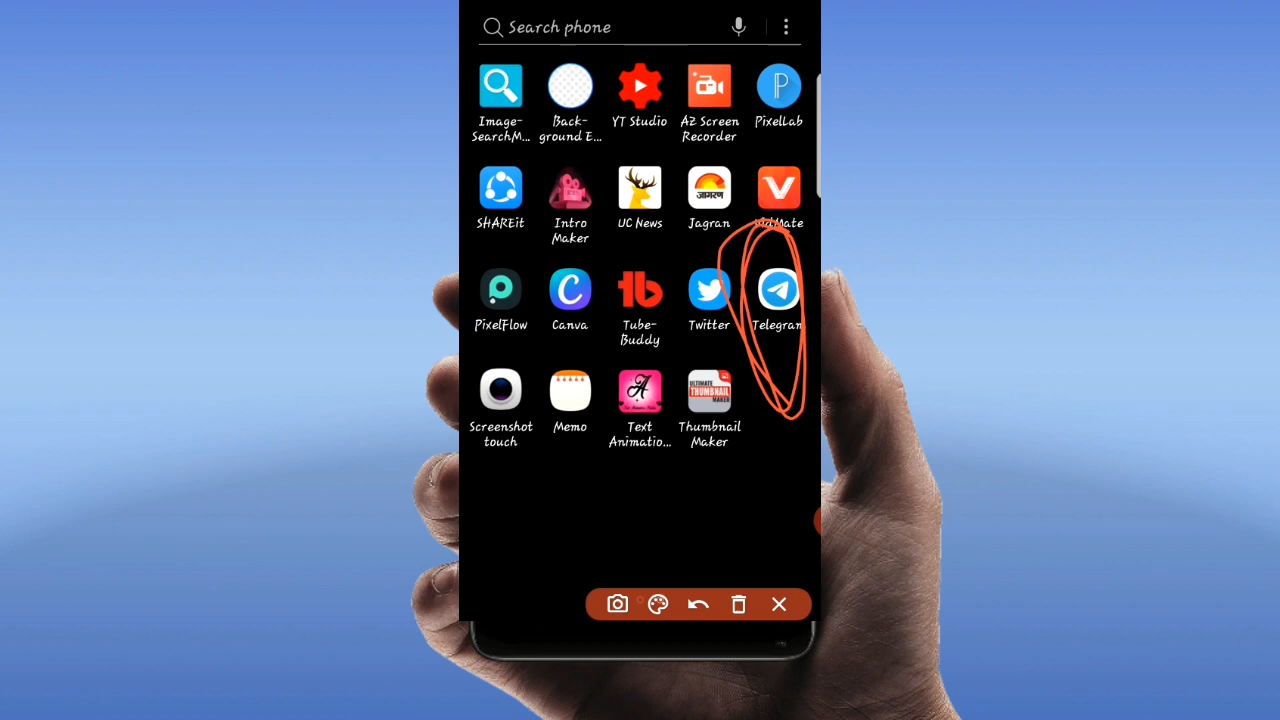 Search phone
Image-
SearchM...
Back-
ground E...
YT Studio
AZ Screen
Recorder
PixelLab
P
जागरण
SHAREit
Intro
Maker
UC News
Jagran
VidMate
C
tb
PixelFlow
Canva
Tube-
Buddy
Twitter
Telegram
A
ULTIMATE
THUMBNAIL
MAKER
Screenshot
touch
Memo
Text
Animatio...
Thumbnail
Maker